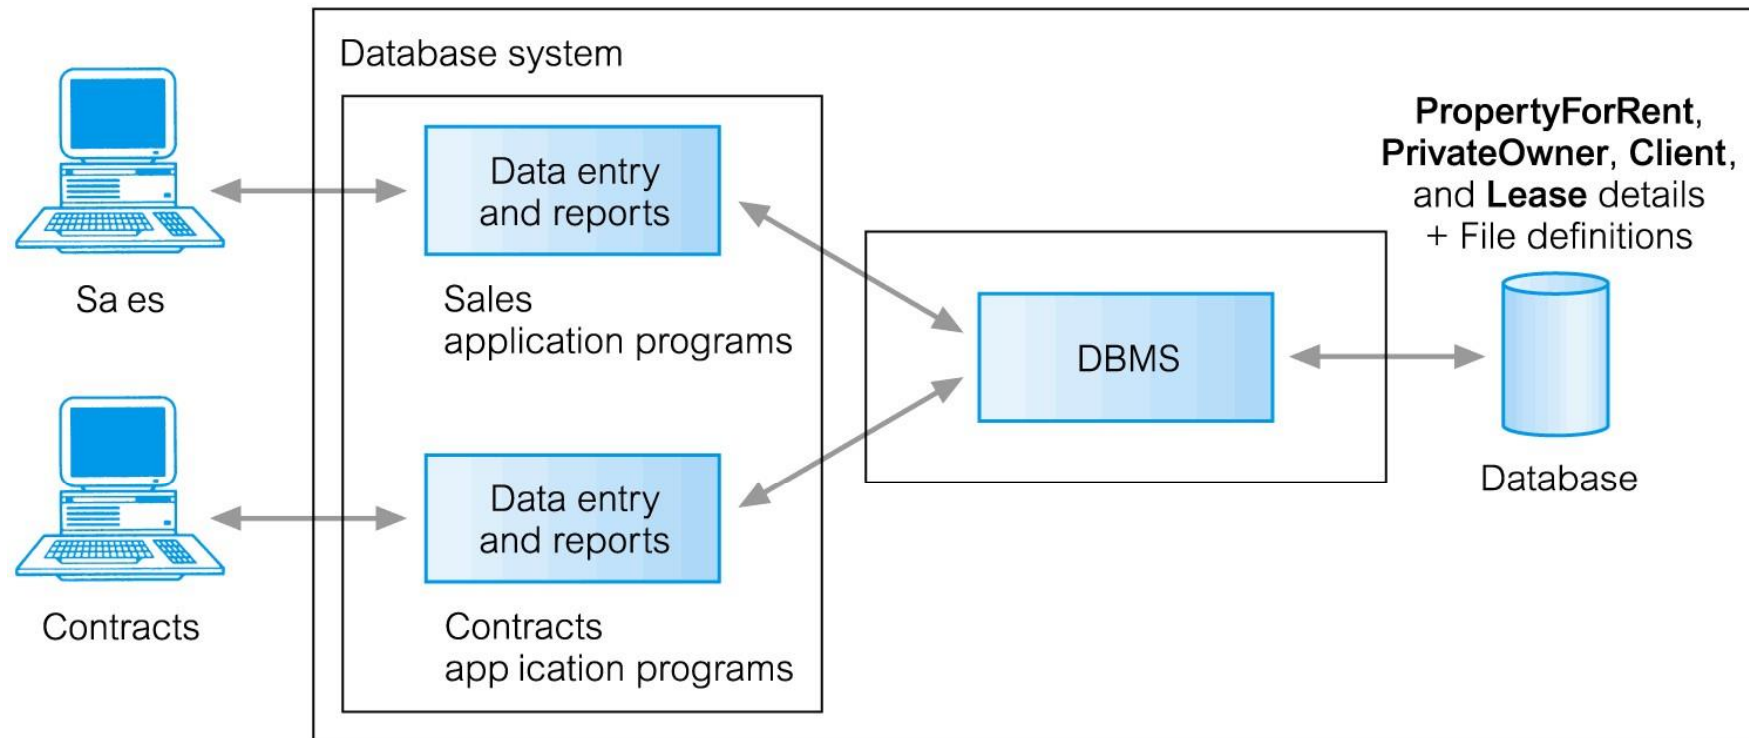 Database system
PropertyForRent,
PrivateOwner, Client,
and Lease details
+ File definitions
Data entry
and reports
Sa es
Sales
application programs
DBMS
Database
Data entry
and reports
Contracts
Contracts
app ication programs